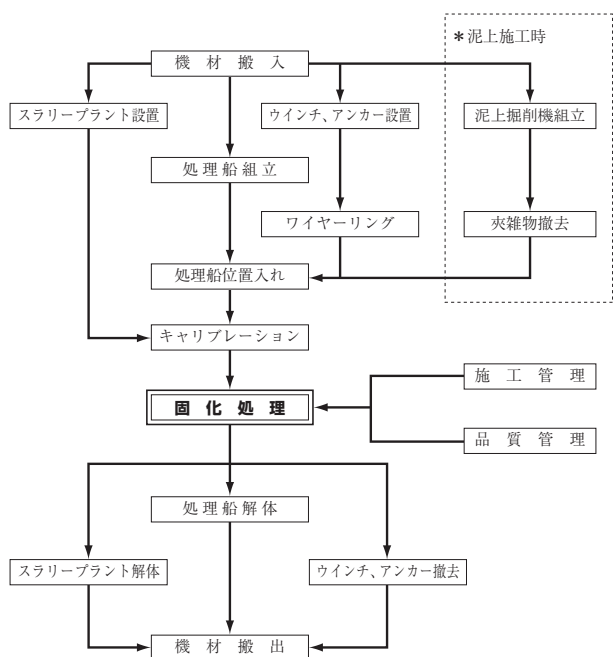 ＊泥上施工時
機材搬入
スラリープラント設置
ウインチ、アンカー設置
泥上掘削機組立
処理船組立
ワイヤーリング
夾雑物撤去
処理船位置入れ
キャリブレーション
施工管理
固化処理
品質管理
処理船解体
スラリープラント解体
ウインチ、アンカー撤去
機材搬出